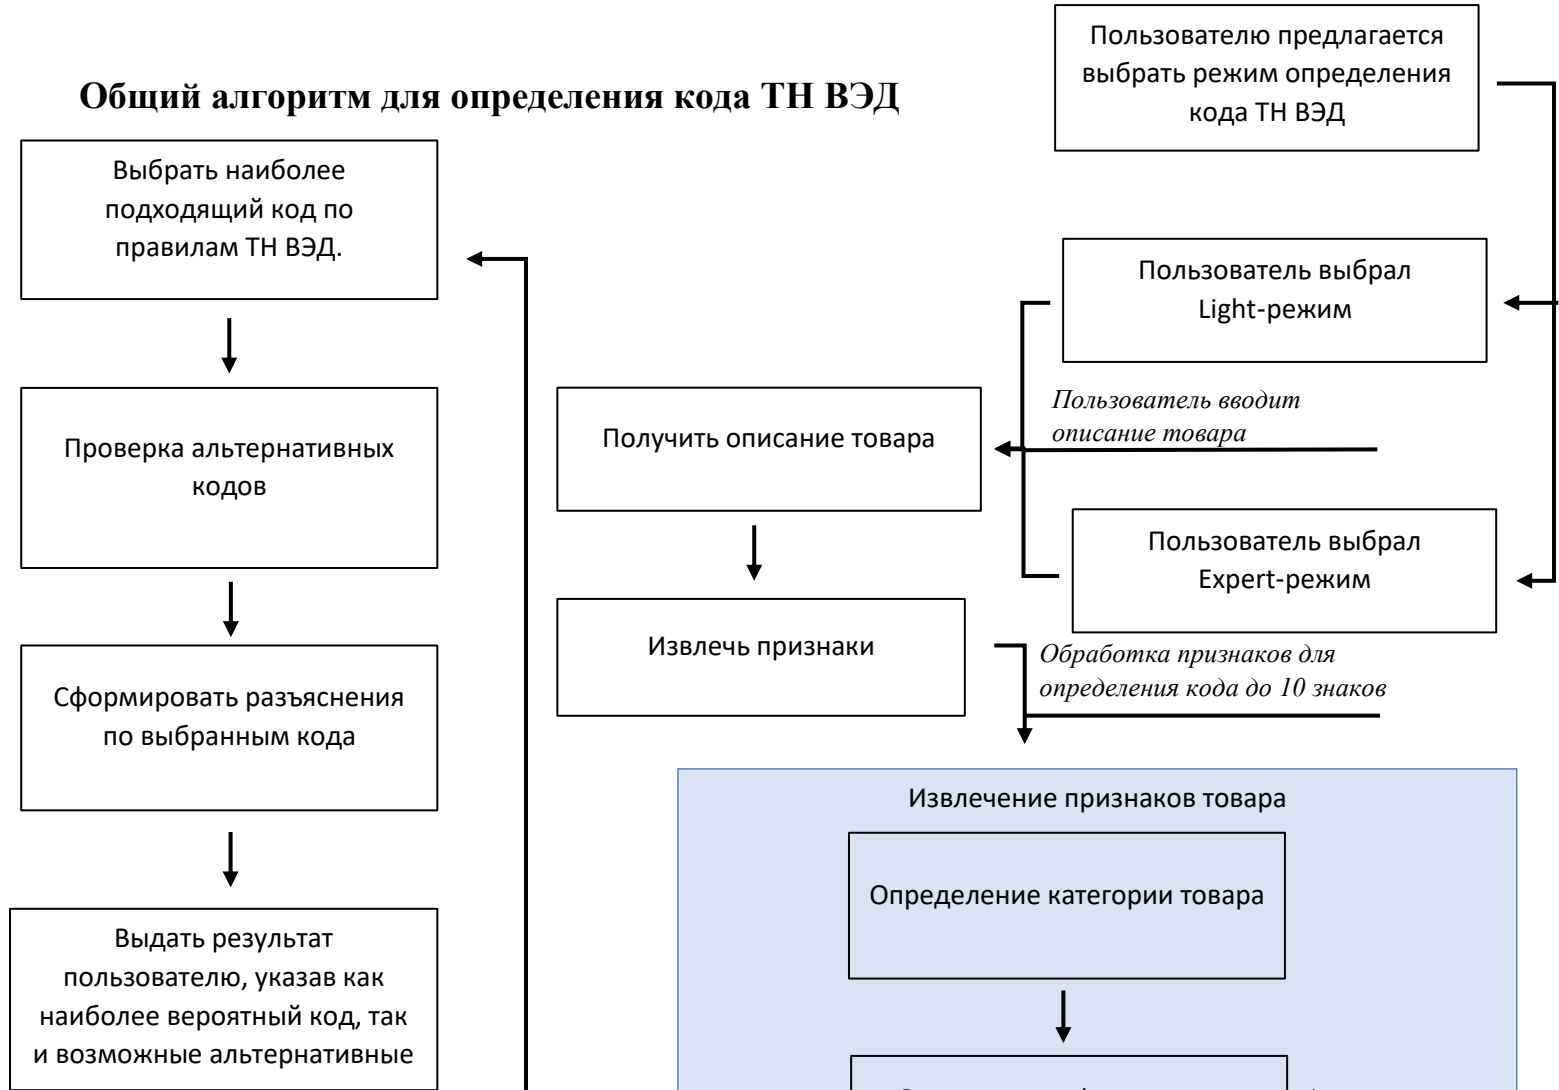 Общий алгоритм для определения кода ТН ВЭД
Пользователю предлагается
выбрать режим определения
кода ТН ВЭД
Пользователь выбрал
Light-режим
Пользователь вводит
описание товара
Пользователь выбрал
Expert-режим
Получить описание товара
Извлечь признаки
Обработка признаков для
определения кода до 10 знаков
Извлечение признаков товара
Определение категории товара
Выбрать наиболее
подходящий код по
правилам ТН ВЭД.
Проверка альтернативных
кодов
Сформировать разъяснения
по выбранным кода
Выдать результат
пользователю, указав как
наиболее вероятный код, так
и возможные альтернативные